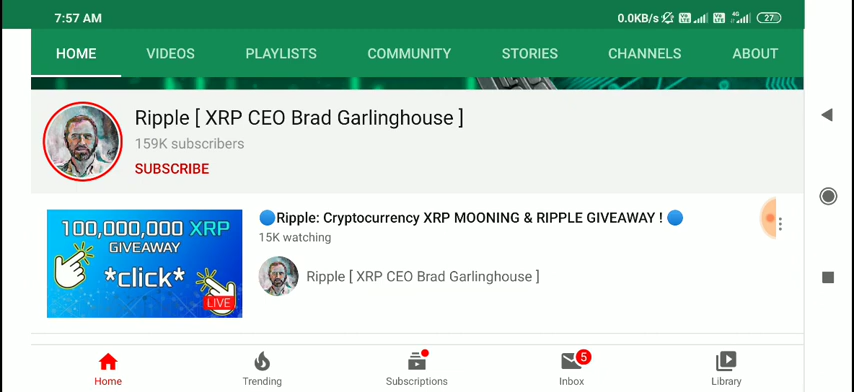 7:57 AM 0.0KB/s 4G 27
HOME VIDEOS PLAYLISTS COMMUNITY STORIES CHANNELS ABOUT
Ripple [ XRP CEO Brad Garlinghouse ]
159K subscribers
SUBSCRIBE
100,000,000 XRP
GIVEAWAY
*click*
LIVE
🔵Ripple: Cryptocurrency XRP MOONING & RIPPLE GIVEAWAY ! 🔵
15K watching
Ripple [ XRP CEO Brad Garlinghouse ]
5
Home Trending Subscriptions Inbox Library